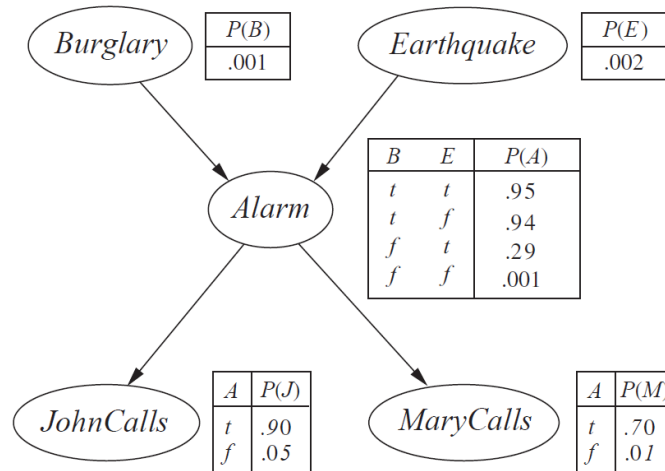 Burglary
P(B)
.001
Earthquake
P(E)
.002
Alarm
B E P(A)
t t .95
t f .94
f t .29
f f .001
JohnCalls
A P(J)
t .90
f .05
MaryCalls
A P(M)
t .70
f .01